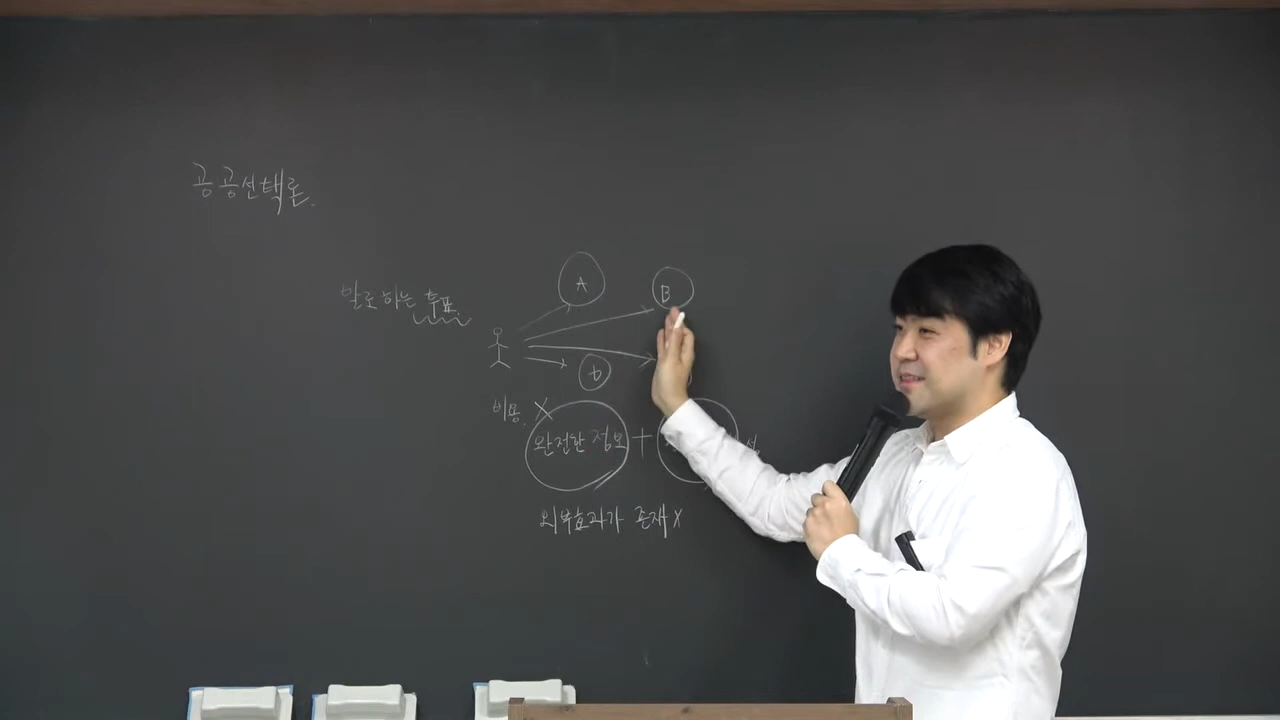 공공선택론.
발로 하는 투표.
A
B
b
비용. X
완전한 정보 +
외부효과가 존재 X